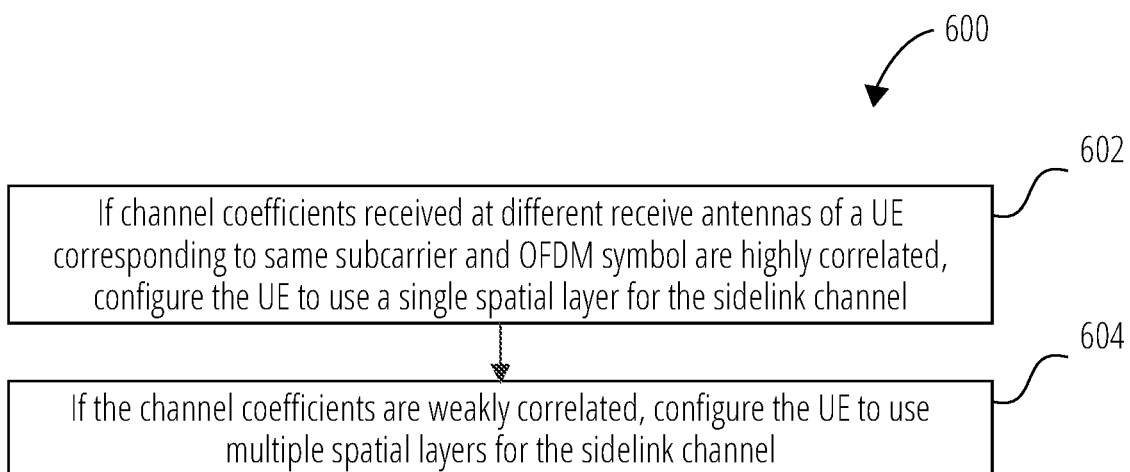 600
602
If channel coefficients received at different receive antennas of a UE
corresponding to same subcarrier and OFDM symbol are highly correlated,
configure the UE to use a single spatial layer for the sidelink channel
604
If the channel coefficients are weakly correlated, configure the UE to use
multiple spatial layers for the sidelink channel